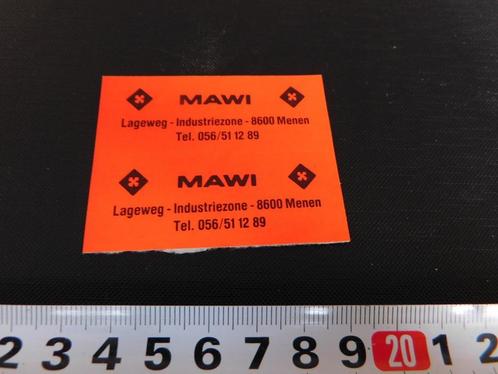 MAWI
Lageweg - Industriezone - 8600 Menen
Tel. 056/51 12 89
MAWI
Lageweg - Industriezone - 8600 Menen
Tel. 056/51 12 89
2 3 4 5 6 7 8 9 20 1 2